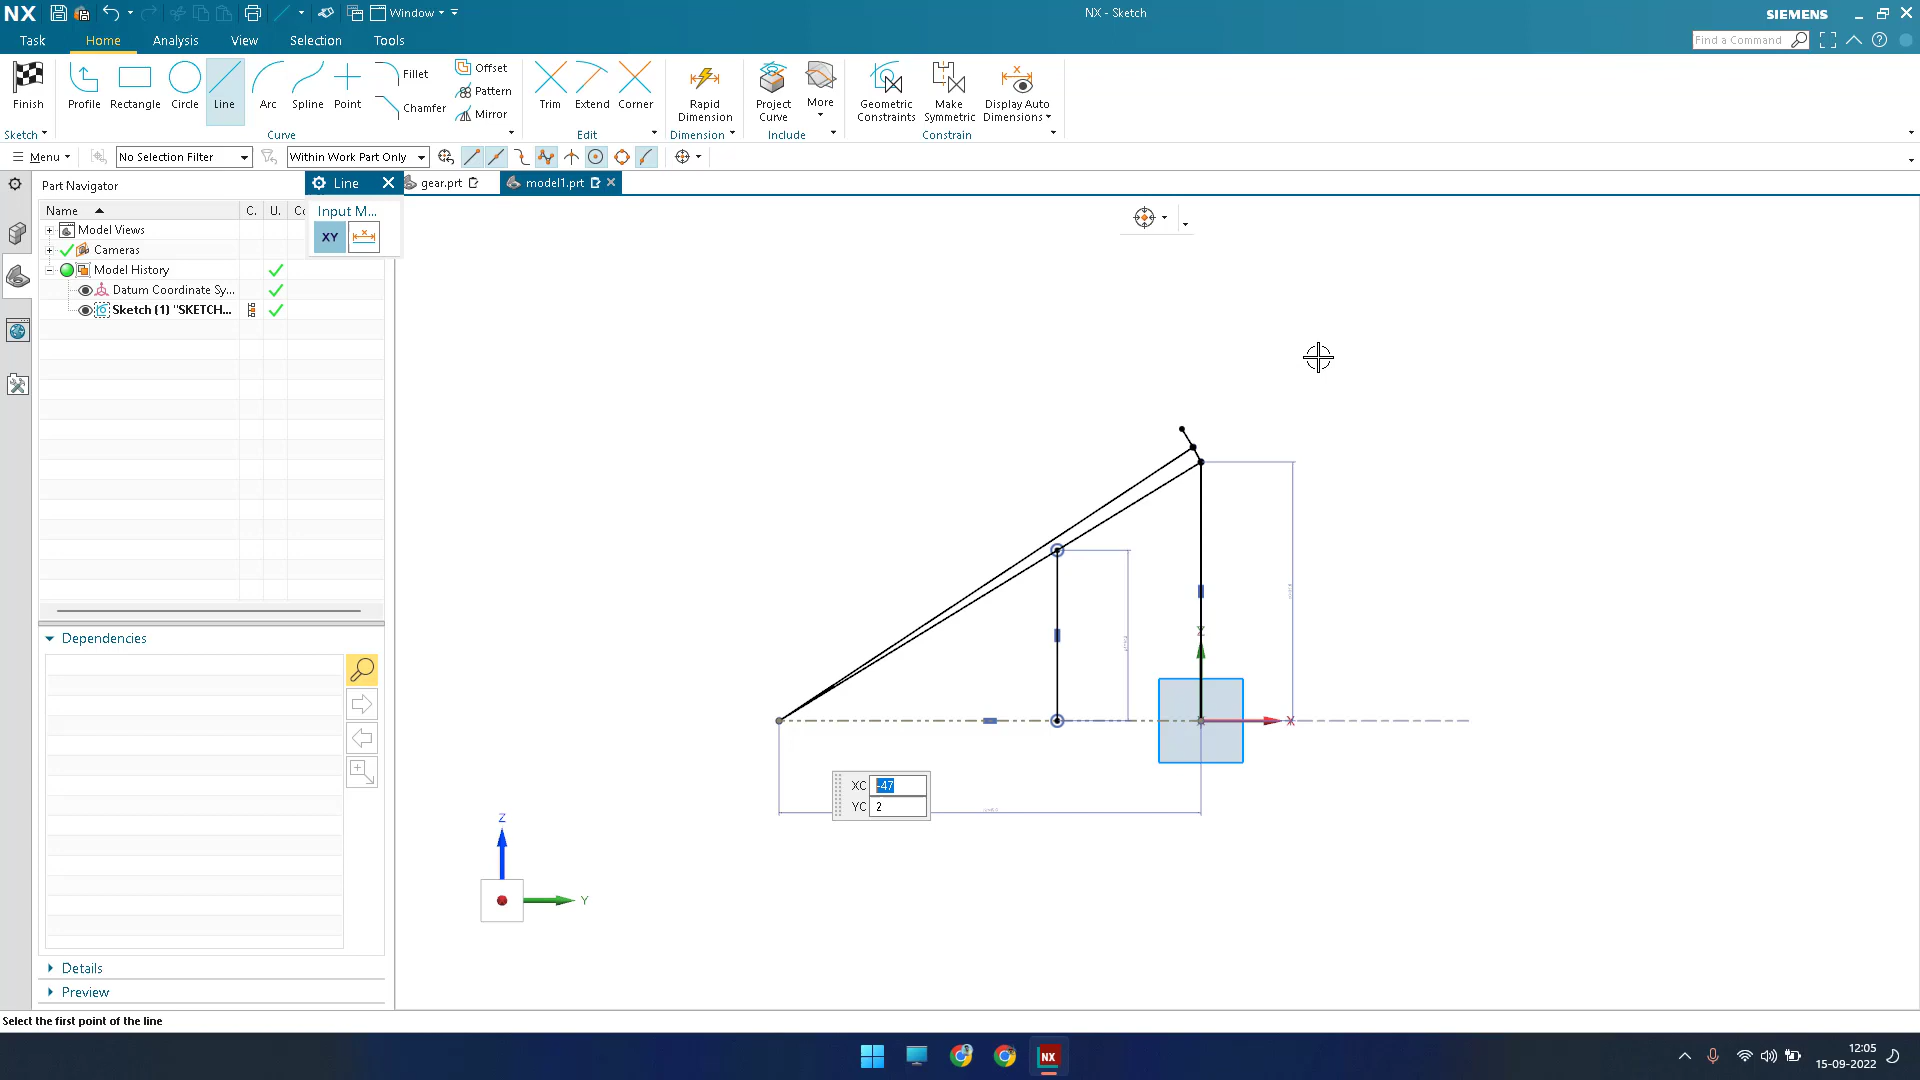 NX
Window
NX - Sketch
SIEMENS
Task
Home
Analysis
View
Selection
Tools
Find a Command
Finish
Profile
Rectangle
Circle
Line
Arc
Spline
Point
Fillet
Chamfer
Offset
Pattern
Mirror
Trim
Extend
Corner
Rapid
Dimension
Project
Curve
More
Geometric
Constraints
Make
Symmetric
Display Auto
Dimensions
Sketch
Curve
Edit
Dimension
Include
Constrain
Menu
No Selection Filter
Within Work Part Only
Part Navigator
Line
gear.prt
model1.prt
Name
C.
U.
Co
Input M...
XY
Model Views
Cameras
Model History
Datum Coordinate Sy...
Sketch (1) "SKETCH...
Dependencies
X
XC
-47
YC
2
Z
Y
Details
Preview
Select the first point of the line
NX
12:05
15-09-2022